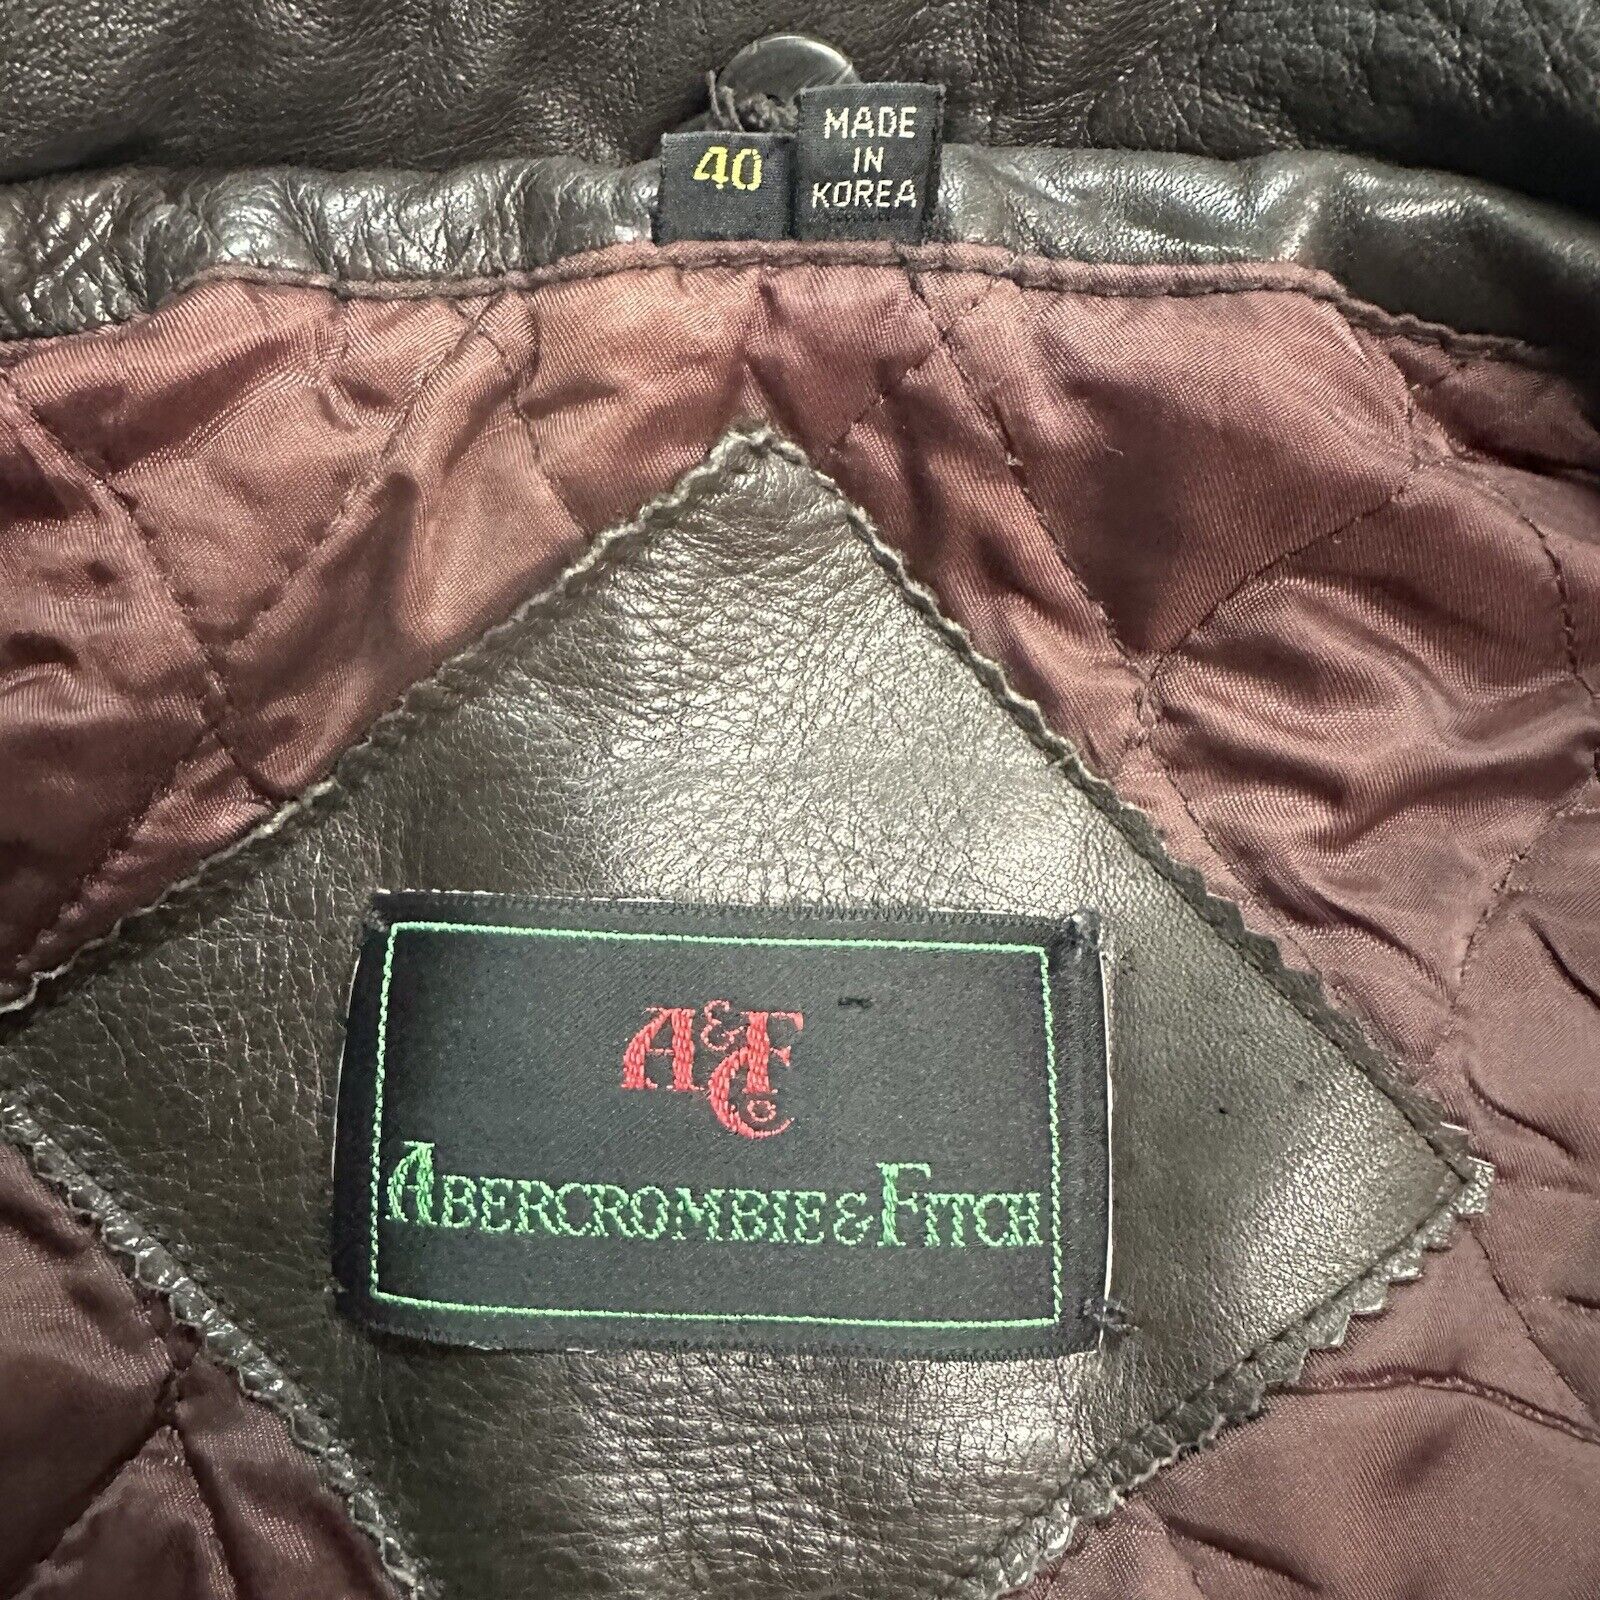 40
MADE
IN
KOREA
A&F
Co
ABERCROMBIE & FITCH